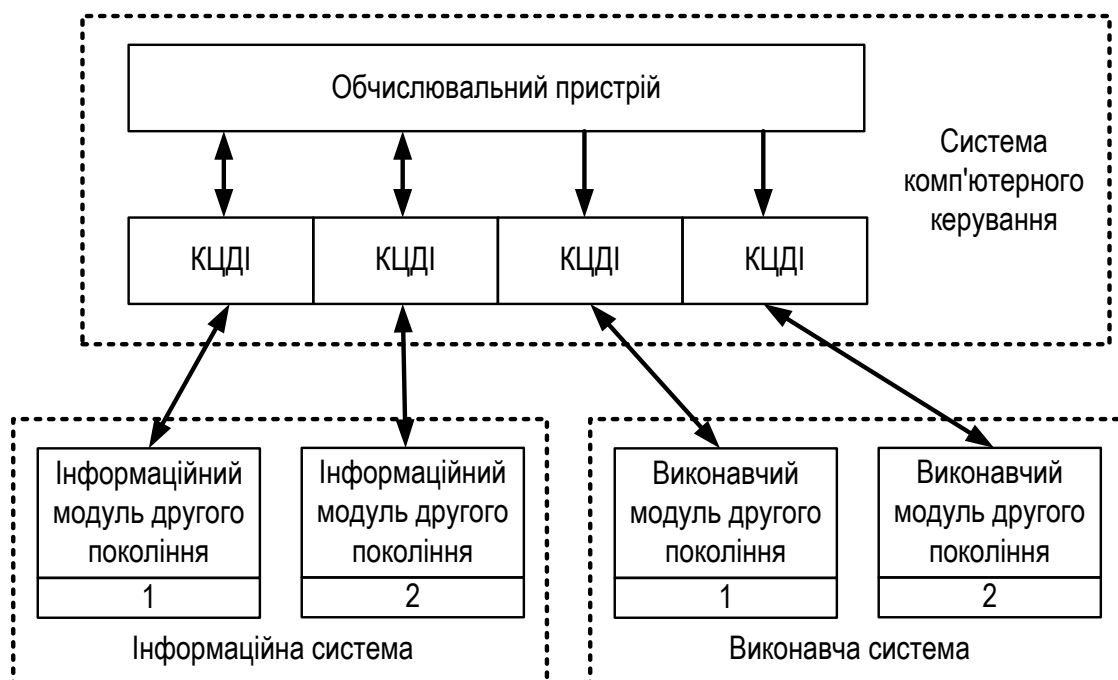 Обчислювальний пристрій
Система
комп'ютерного
керування
КЦДІ
КЦДІ
КЦДІ
КЦДІ
Інформаційний
модуль другого
покоління
1
Інформаційний
модуль другого
покоління
2
Інформаційна система
Виконавчий
модуль другого
покоління
1
Виконавчий
модуль другого
покоління
2
Виконавча система